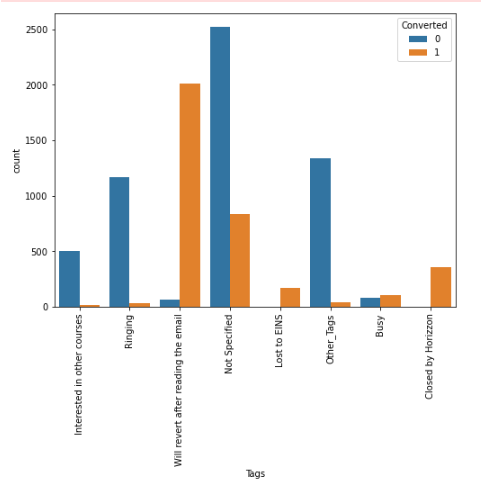 Converted
0
1
2500
2000
1500
1000
500
0
count
Interested in other courses
Ringing
Will revert after reading the email
Not Specified
Lost to EINS
Other_Tags
Busy
Closed by Horizzon
Tags